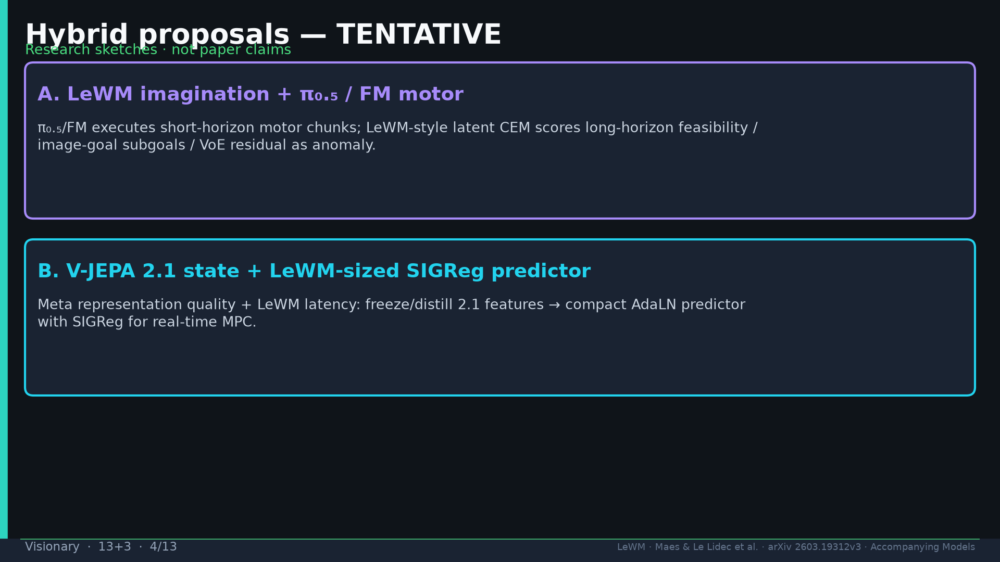 Hybrid proposals — TENTATIVE
Research sketches · not paper claims
A. LeWM imagination + π₀.₅ / FM motor
π₀.₅/FM executes short-horizon motor chunks; LeWM-style latent CEM scores long-horizon feasibility /
image-goal subgoals / VoE residual as anomaly.
B. V-JEPA 2.1 state + LeWM-sized SIGReg predictor
Meta representation quality + LeWM latency: freeze/distill 2.1 features → compact AdaLN predictor
with SIGReg for real-time MPC.
Visionary · 13+3 · 4/13
LeWM · Maes & Le Lidec et al. · arXiv 2603.19312v3 · Accompanying Models